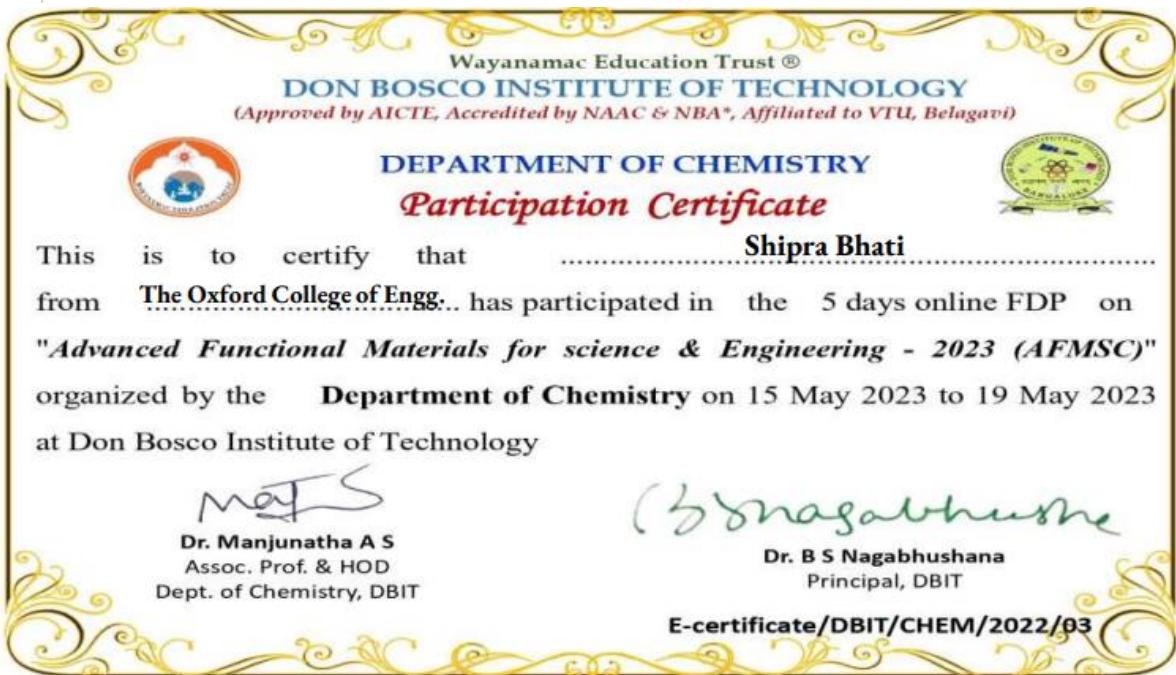 Wayanamac Education Trust ®
DON BOSCO INSTITUTE OF TECHNOLOGY
(Approved by AICTE, Accredited by NAAC & NBA*, Affiliated to VTU, Belagavi)
DEPARTMENT OF CHEMISTRY
Participation Certificate
This is to certify that Shipra Bhati
from The Oxford College of Engg. has participated in the 5 days online FDP on
"Advanced Functional Materials for science & Engineering - 2023 (AFMSC)"
organized by the Department of Chemistry on 15 May 2023 to 19 May 2023
at Don Bosco Institute of Technology
Dr. Manjunatha A S
Assoc. Prof. & HOD
Dept. of Chemistry, DBIT
Dr. B S Nagabhushana
Principal, DBIT
E-certificate/DBIT/CHEM/2022/03